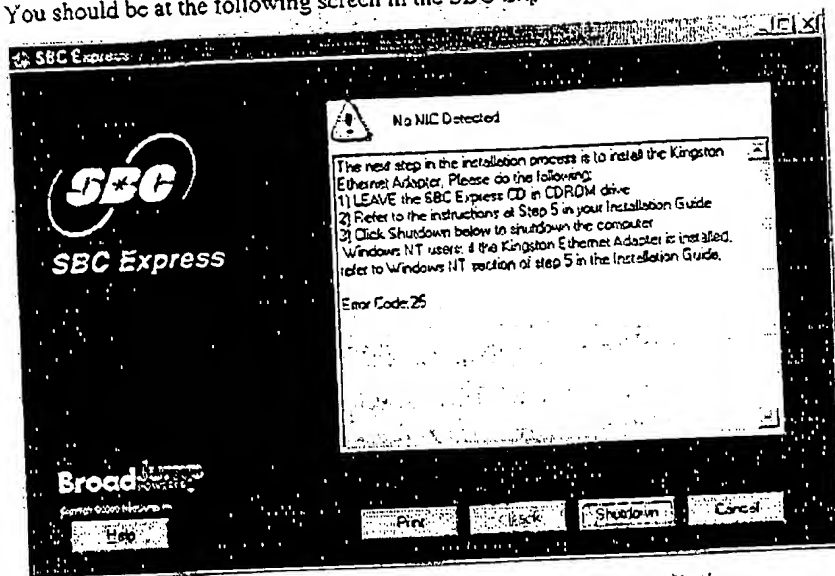 You should be at the following screen in the SBC
SBC Express
No NIC Detected
The next step in the installation process is to install the Kingston
Ethernet Adaptor, Please do the following:
1) LEAVE the SBC Express CD in CDROM drive
2) Refer to the instructions at Step 5 in your Installation Guide
3) Click Shutdown below to shutdown the computer
Windows NT users: if the Kingston Ethernet Adapter is installed,
refer to Windows NT section of step 5 in the Installation Guide.
Error Code:25
SBC
SBC Express
Broad
Help
Print
Shutdown
Cancel